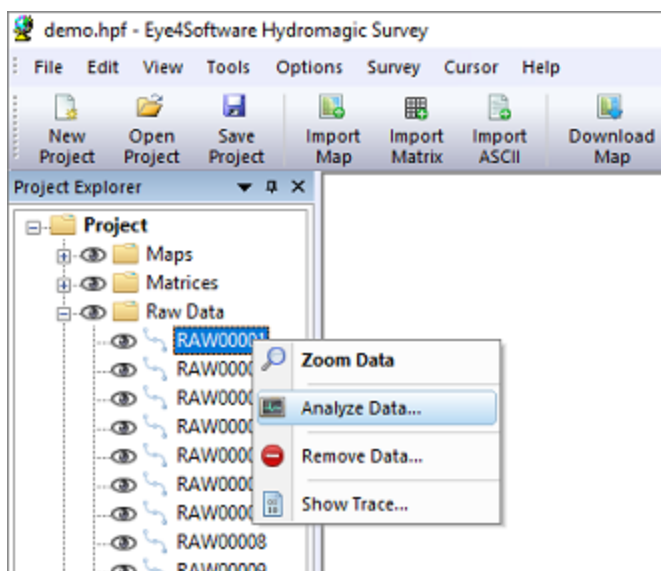 demo.hpf - Eye4Software Hydromagic Survey
File Edit View Tools Options Survey Cursor Help
New Project
Open Project
Save Project
Import Map
Import Matrix
Import ASCII
Download Map
Project Explorer
Project
Maps
Matrices
Raw Data
RAW00001
Zoom Data
Analyze Data...
Remove Data...
Show Trace...
RAW00008
RAW00009